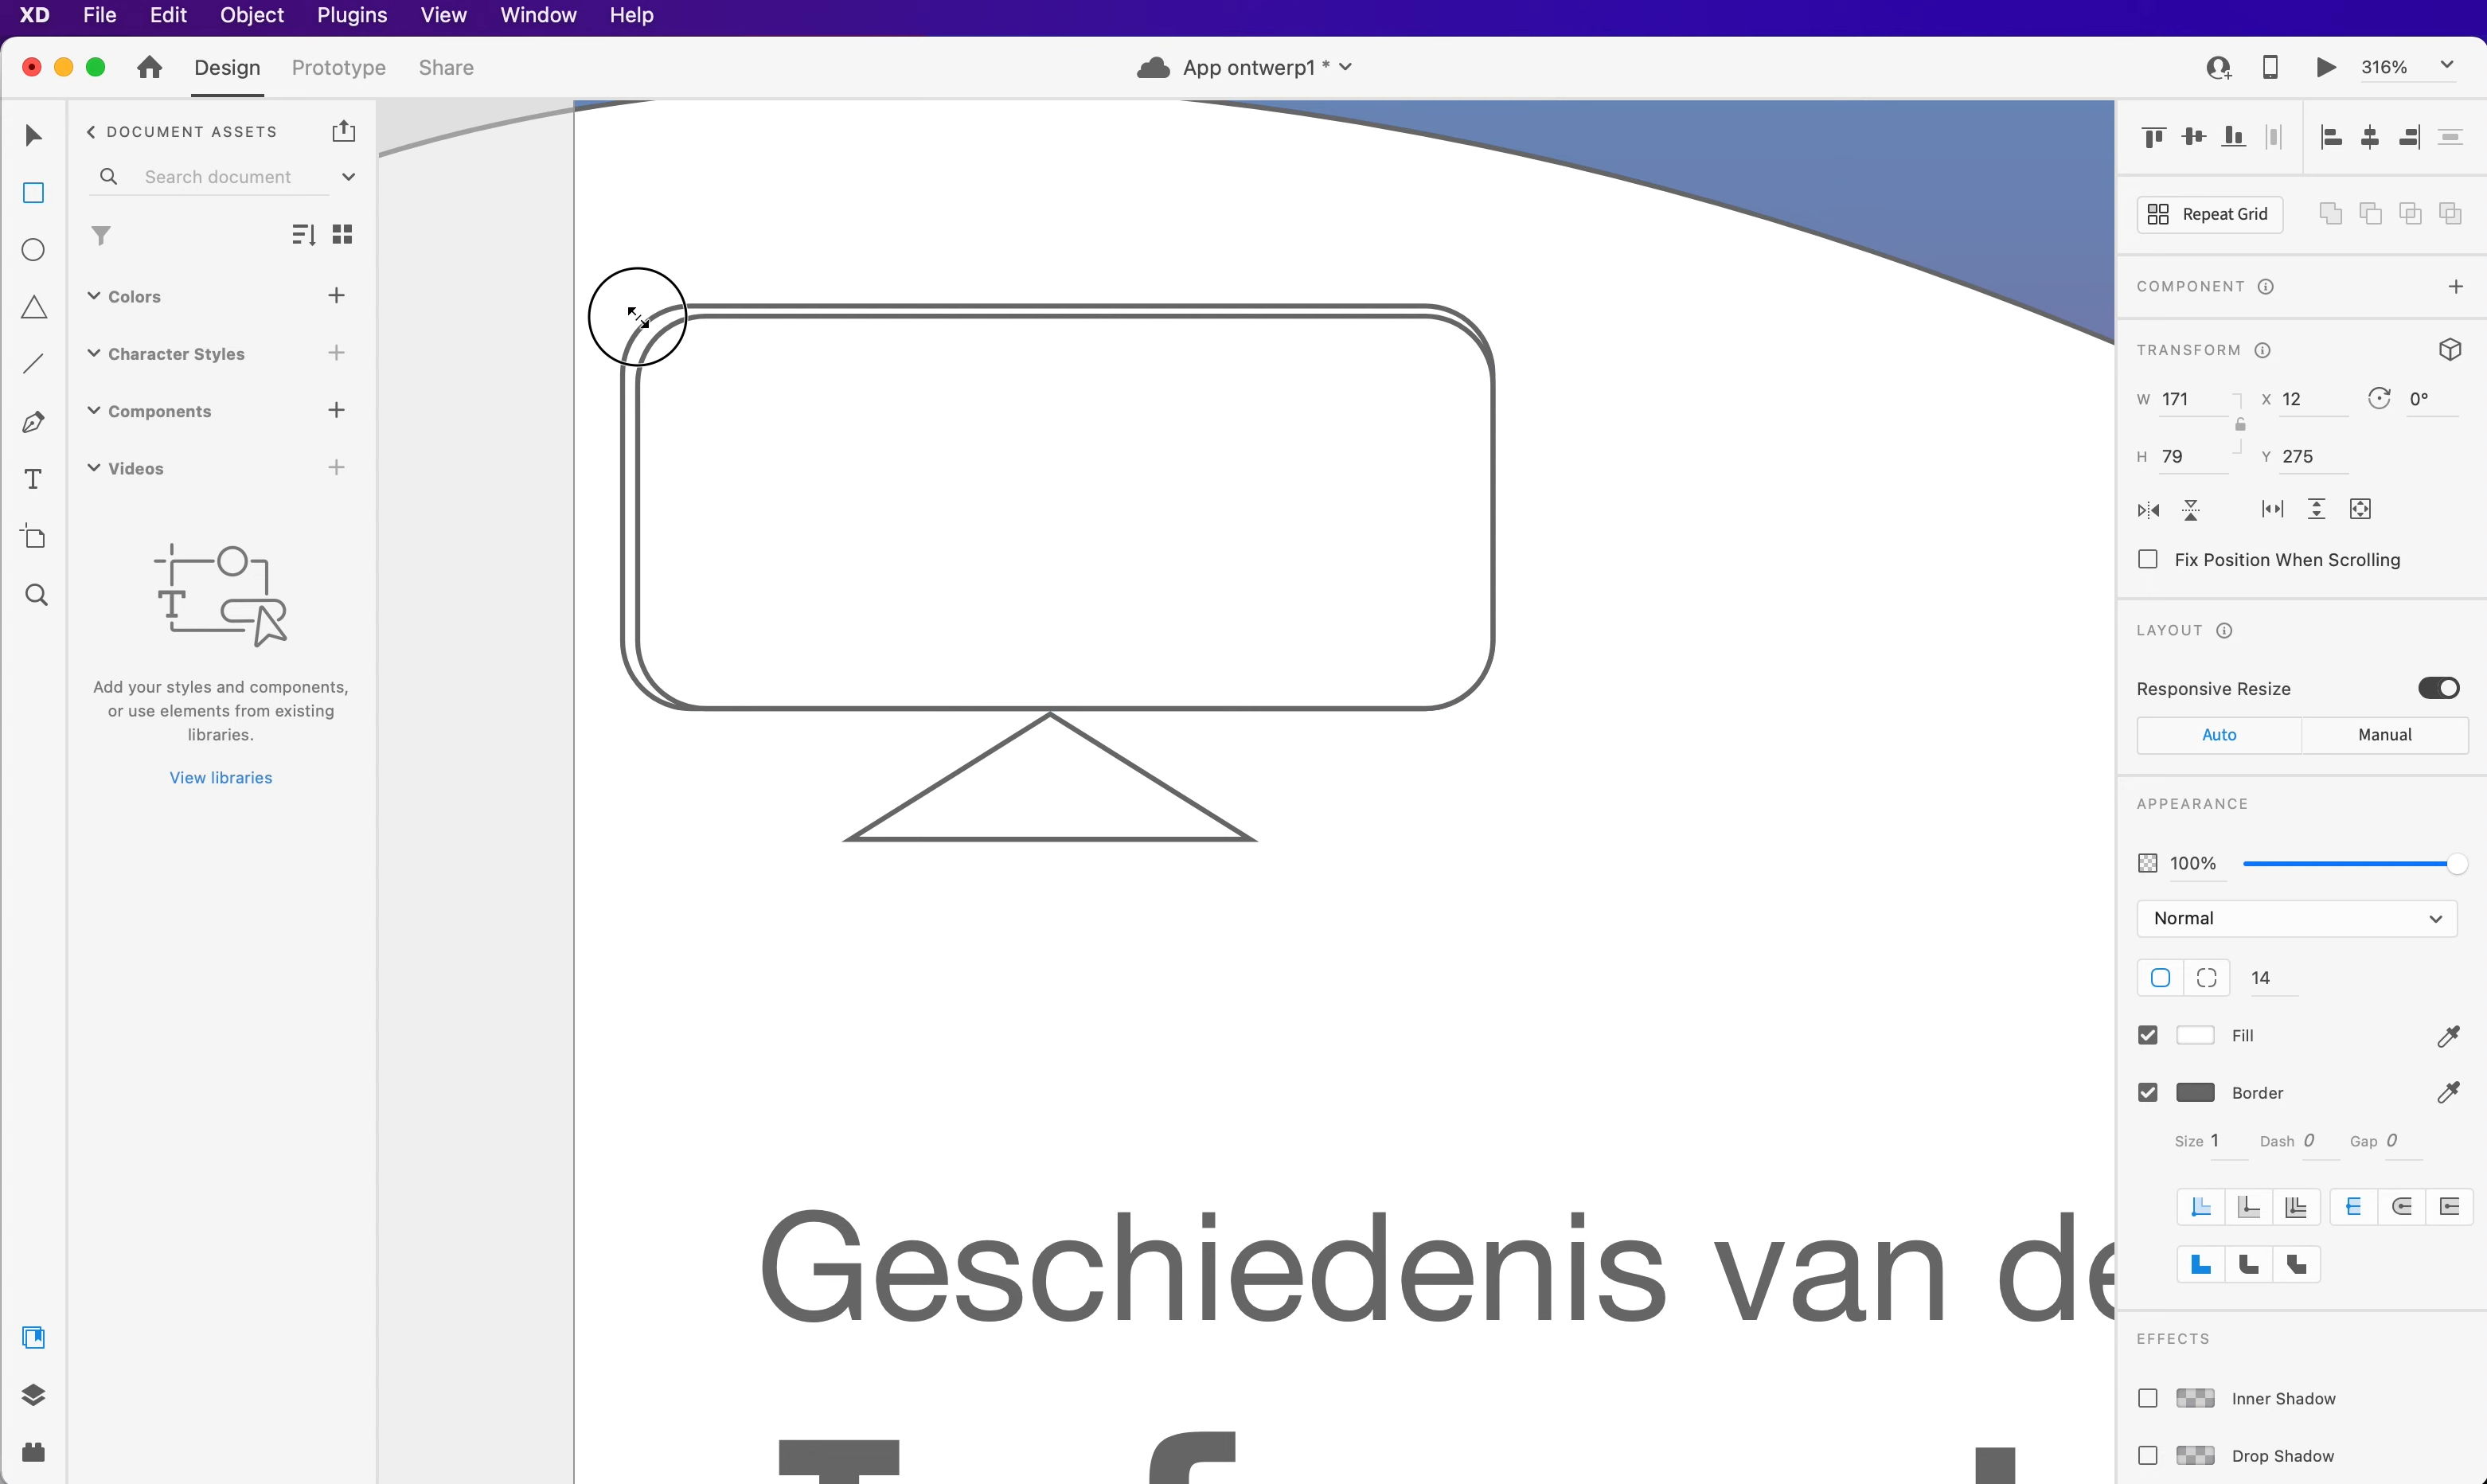 XD File Edit Object Plugins View Window Help
Design Prototype Share App ontwerp1 * 316%
DOCUMENT ASSETS
Search document
Colors
Character Styles
Components
Videos
Add your styles and components,
or use elements from existing
libraries.
View libraries
T
Geschiedenis van de
Repeat Grid
COMPONENT
TRANSFORM
W 171 X 12 0°
H 79 Y 275
Fix Position When Scrolling
LAYOUT
Responsive Resize
Auto Manual
APPEARANCE
100%
Normal
14
Fill
Border
Size 1 Dash 0 Gap 0
EFFECTS
Inner Shadow
Drop Shadow